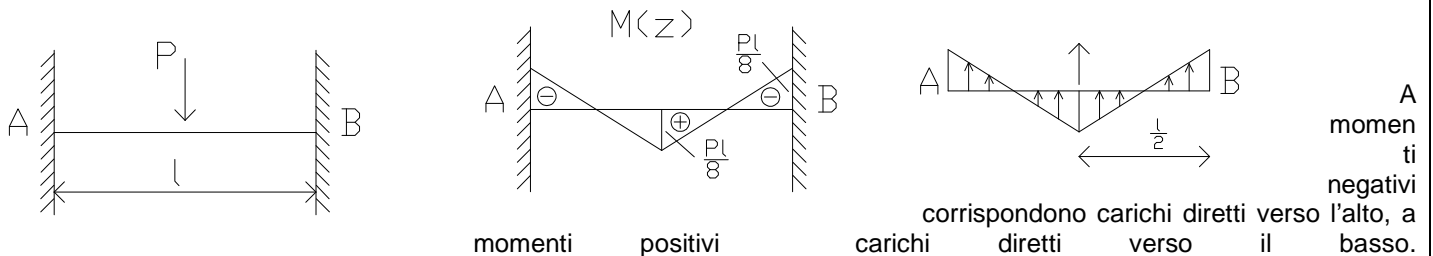 P
A
B
l
M(z)
Pl
8
A
B
Pl
8
A
B
l
2
A
momen
ti
negativi
corrispondono carichi diretti verso l'alto, a
momenti positivi carichi diretti verso il basso.